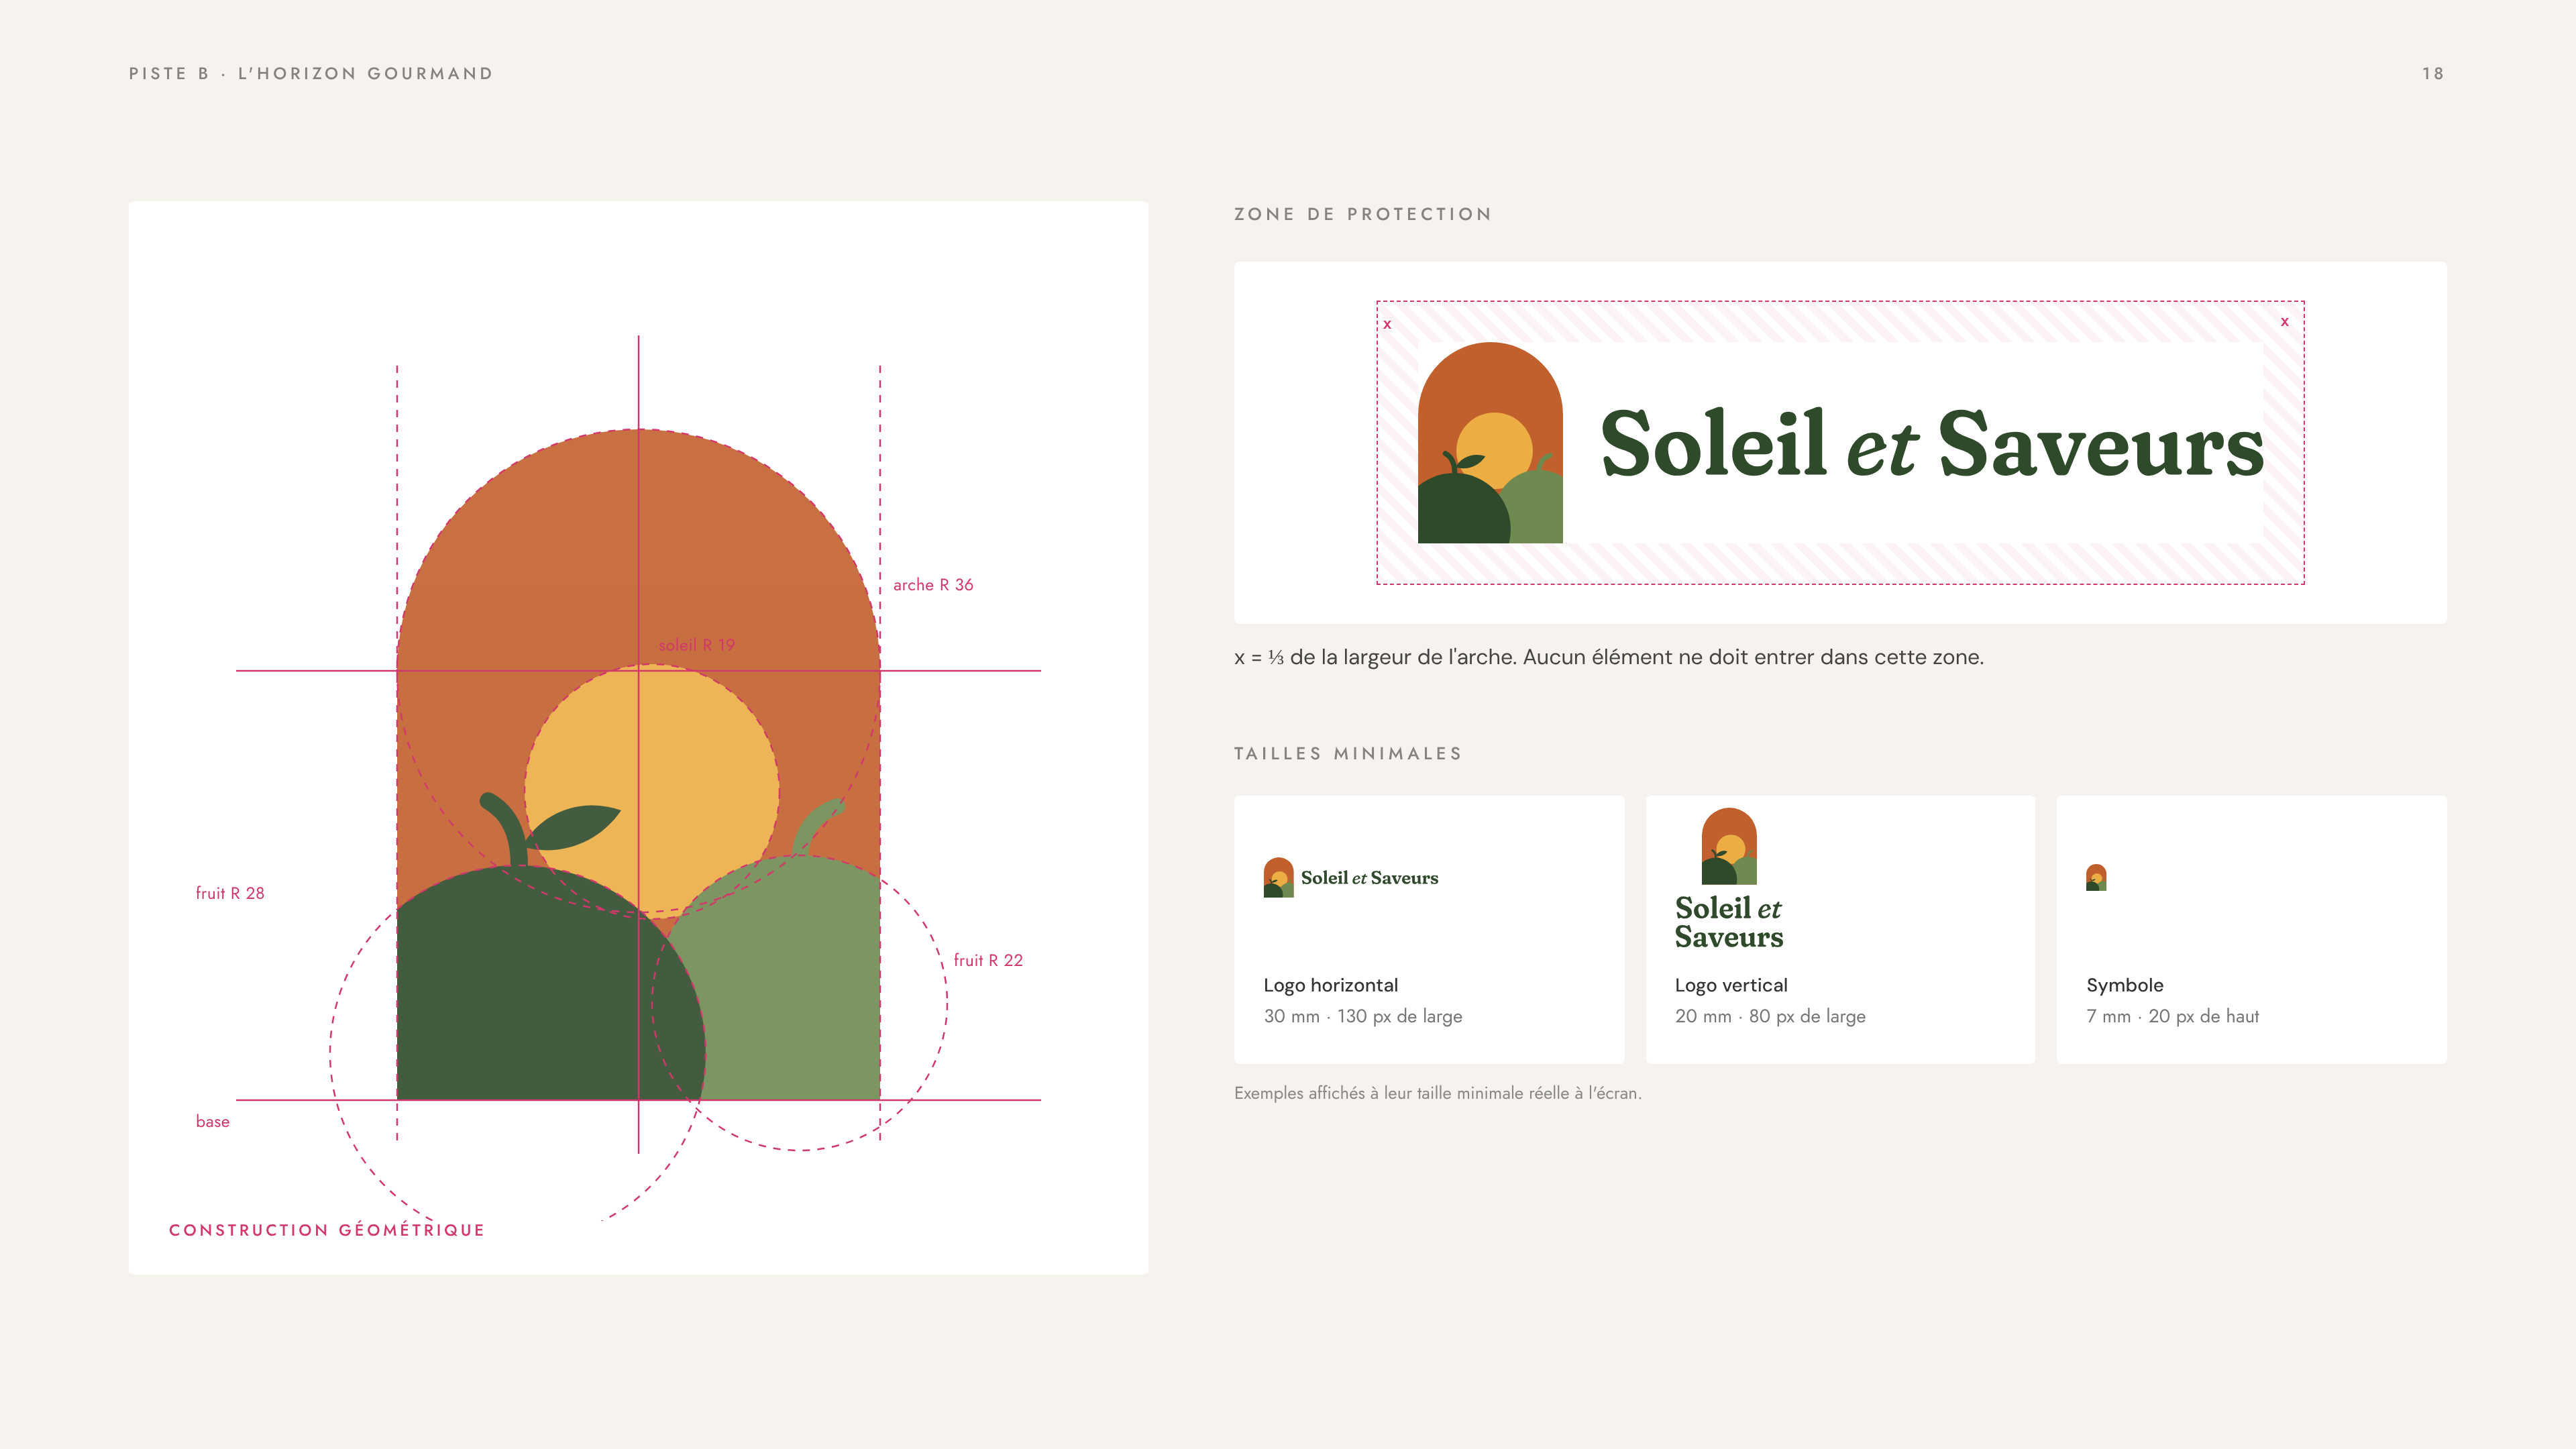 PISTE B · L'HORIZON GOURMAND
18
arche R 36
soleil R 19
fruit R 28
fruit R 22
base
CONSTRUCTION GÉOMÉTRIQUE
ZONE DE PROTECTION
x
x
Soleil et Saveurs
x = ⅓ de la largeur de l'arche. Aucun élément ne doit entrer dans cette zone.
TAILLES MINIMALES
Soleil et Saveurs
Logo horizontal
30 mm · 130 px de large
Soleil et
Saveurs
Logo vertical
20 mm · 80 px de large
Symbole
7 mm · 20 px de haut
Exemples affichés à leur taille minimale réelle à l'écran.